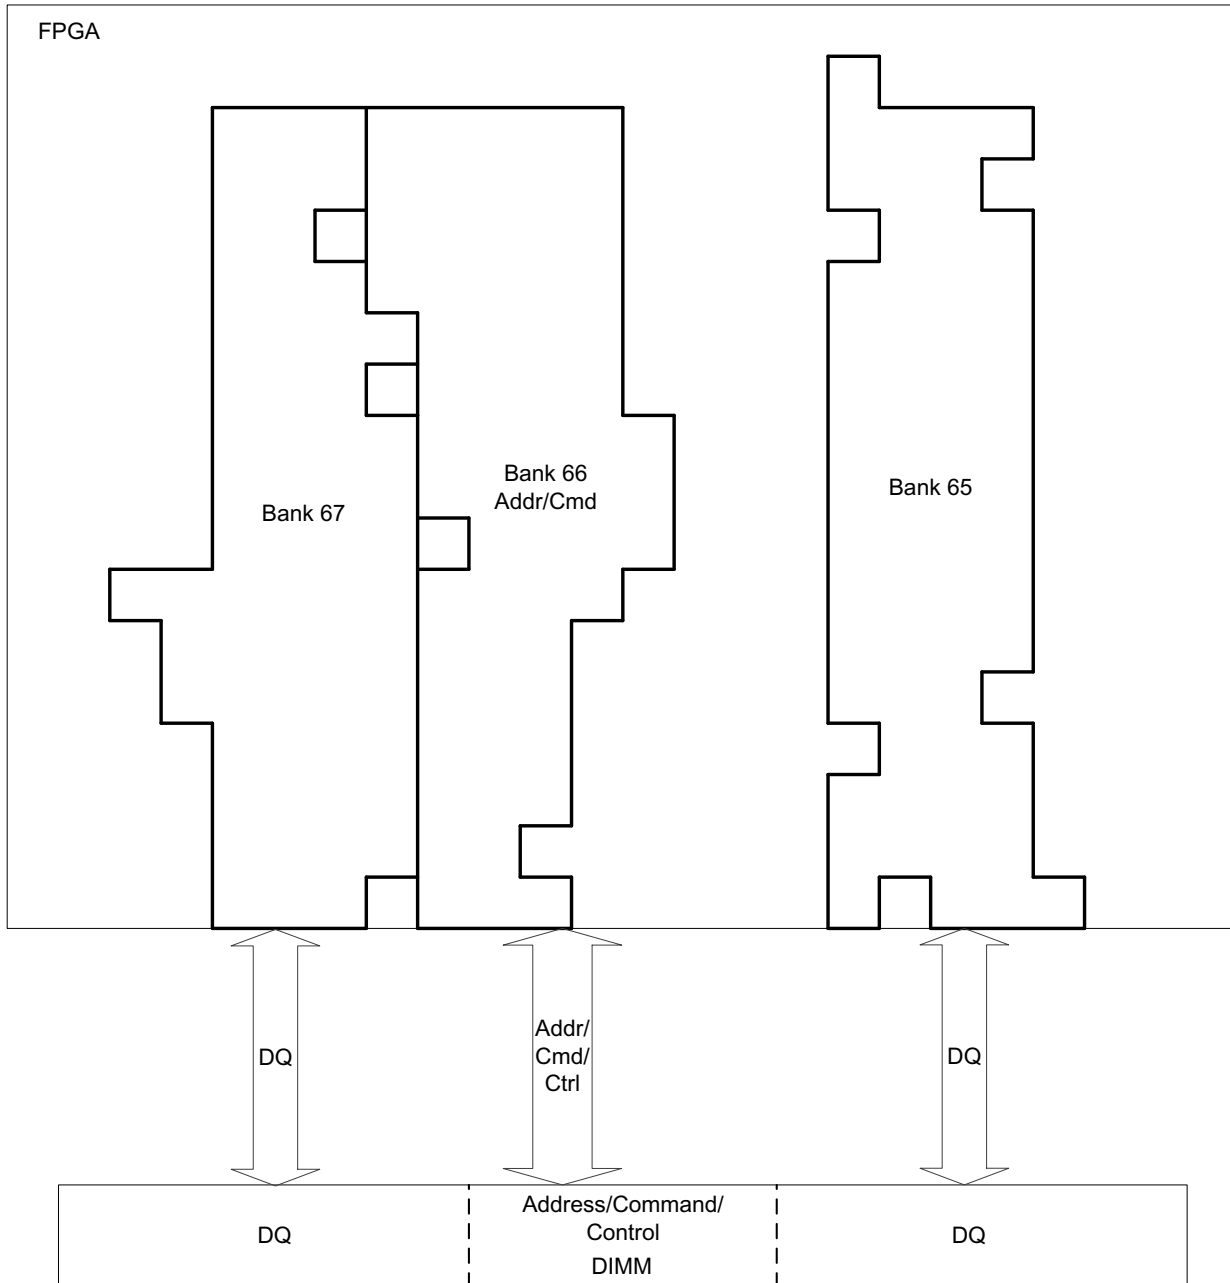 FPGA
Bank 67
Bank 66
Addr/Cmd
Bank 65
DQ
Addr/
Cmd/
Ctrl
DQ
DQ
Address/Command/
Control
DIMM
DQ